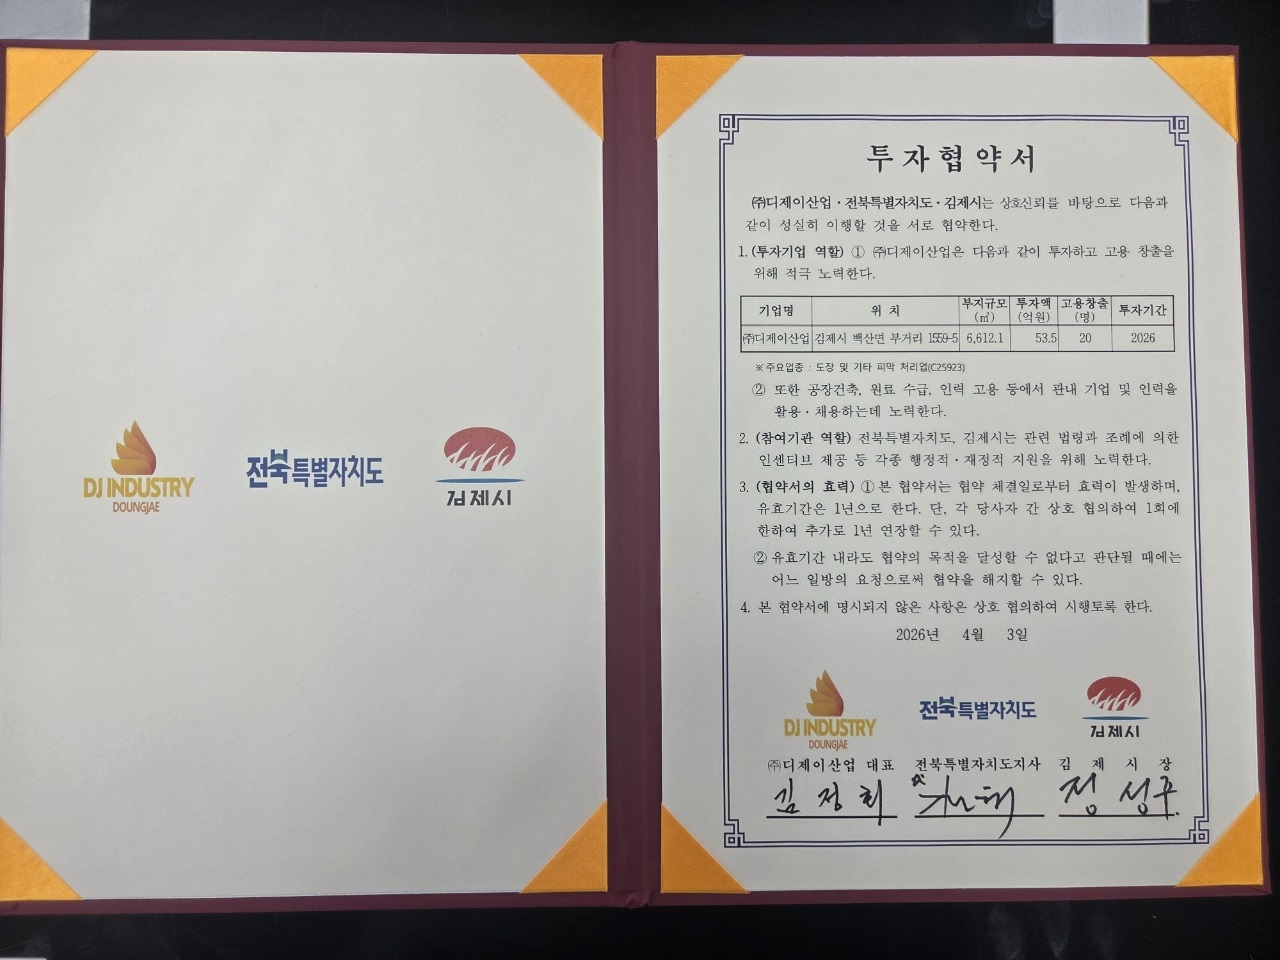 DJ INDUSTRY
DOUNGJAE
전북특별자치도
김제시
투자협약서
㈜디제이산업·전북특별자치도·김제시는 상호신뢰를 바탕으로 다음과
같이 성실히 이행할 것을 서로 협약한다.
1. (투자기업 역할) ① ㈜디제이산업은 다음과 같이 투자하고 고용 창출을
위해 적극 노력한다.
기업명 위 치 부지규모(㎡) 투자액(억원) 고용창출(명) 투자기간
㈜디제이산업 김제시 백산면 부거리 1559-5 6,612.1 53.5 20 2026
※ 주요업종 : 도장 및 기타 피막 처리업(C25923)
② 또한 공장건축, 원료 수급, 인력 고용 등에서 관내 기업 및 인력을
활용·채용하는데 노력한다.
2. (참여기관 역할) 전북특별자치도, 김제시는 관련 법령과 조례에 의한
인센티브 제공 등 각종 행정적·재정적 지원을 위해 노력한다.
3. (협약서의 효력) ① 본 협약서는 협약 체결일로부터 효력이 발생하며,
유효기간은 1년으로 한다. 단, 각 당사자 간 상호 협의하여 1회에
한하여 추가로 1년 연장할 수 있다.
② 유효기간 내라도 협약의 목적을 달성할 수 없다고 판단될 때에는
어느 일방의 요청으로써 협약을 해지할 수 있다.
4. 본 협약서에 명시되지 않은 사항은 상호 협의하여 시행토록 한다.
2026년 4월 3일
DJ INDUSTRY
DOUNGJAE
전북특별자치도
김제시
㈜디제이산업 대표 전북특별자치도지사 김 제 시 장
김 정 희 정 성주